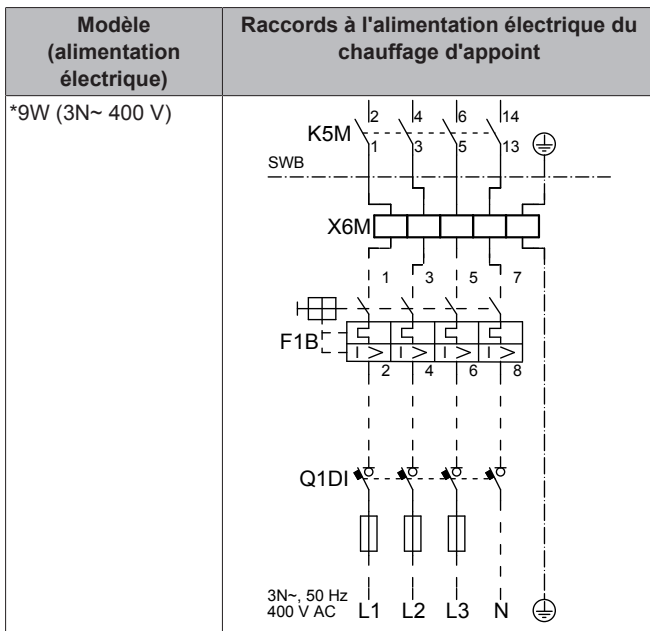 Modèle
(alimentation
électrique)
Raccords à l'alimentation électrique du
chauffage d'appoint
*9W (3N~ 400 V)
2 4 6 14
K5M
1 3 5 13
SWB
X6M
1 3 5 7
F1B
I > I > I > I >
2 4 6 8
Q1DI
3N~, 50 Hz
400 V AC
L1 L2 L3 N